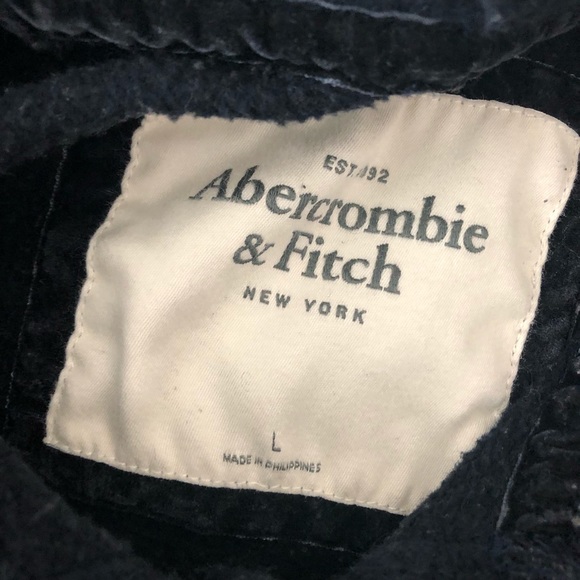 EST.1892
Abercrombie
& Fitch
NEW YORK
L
MADE IN PHILIPPINES